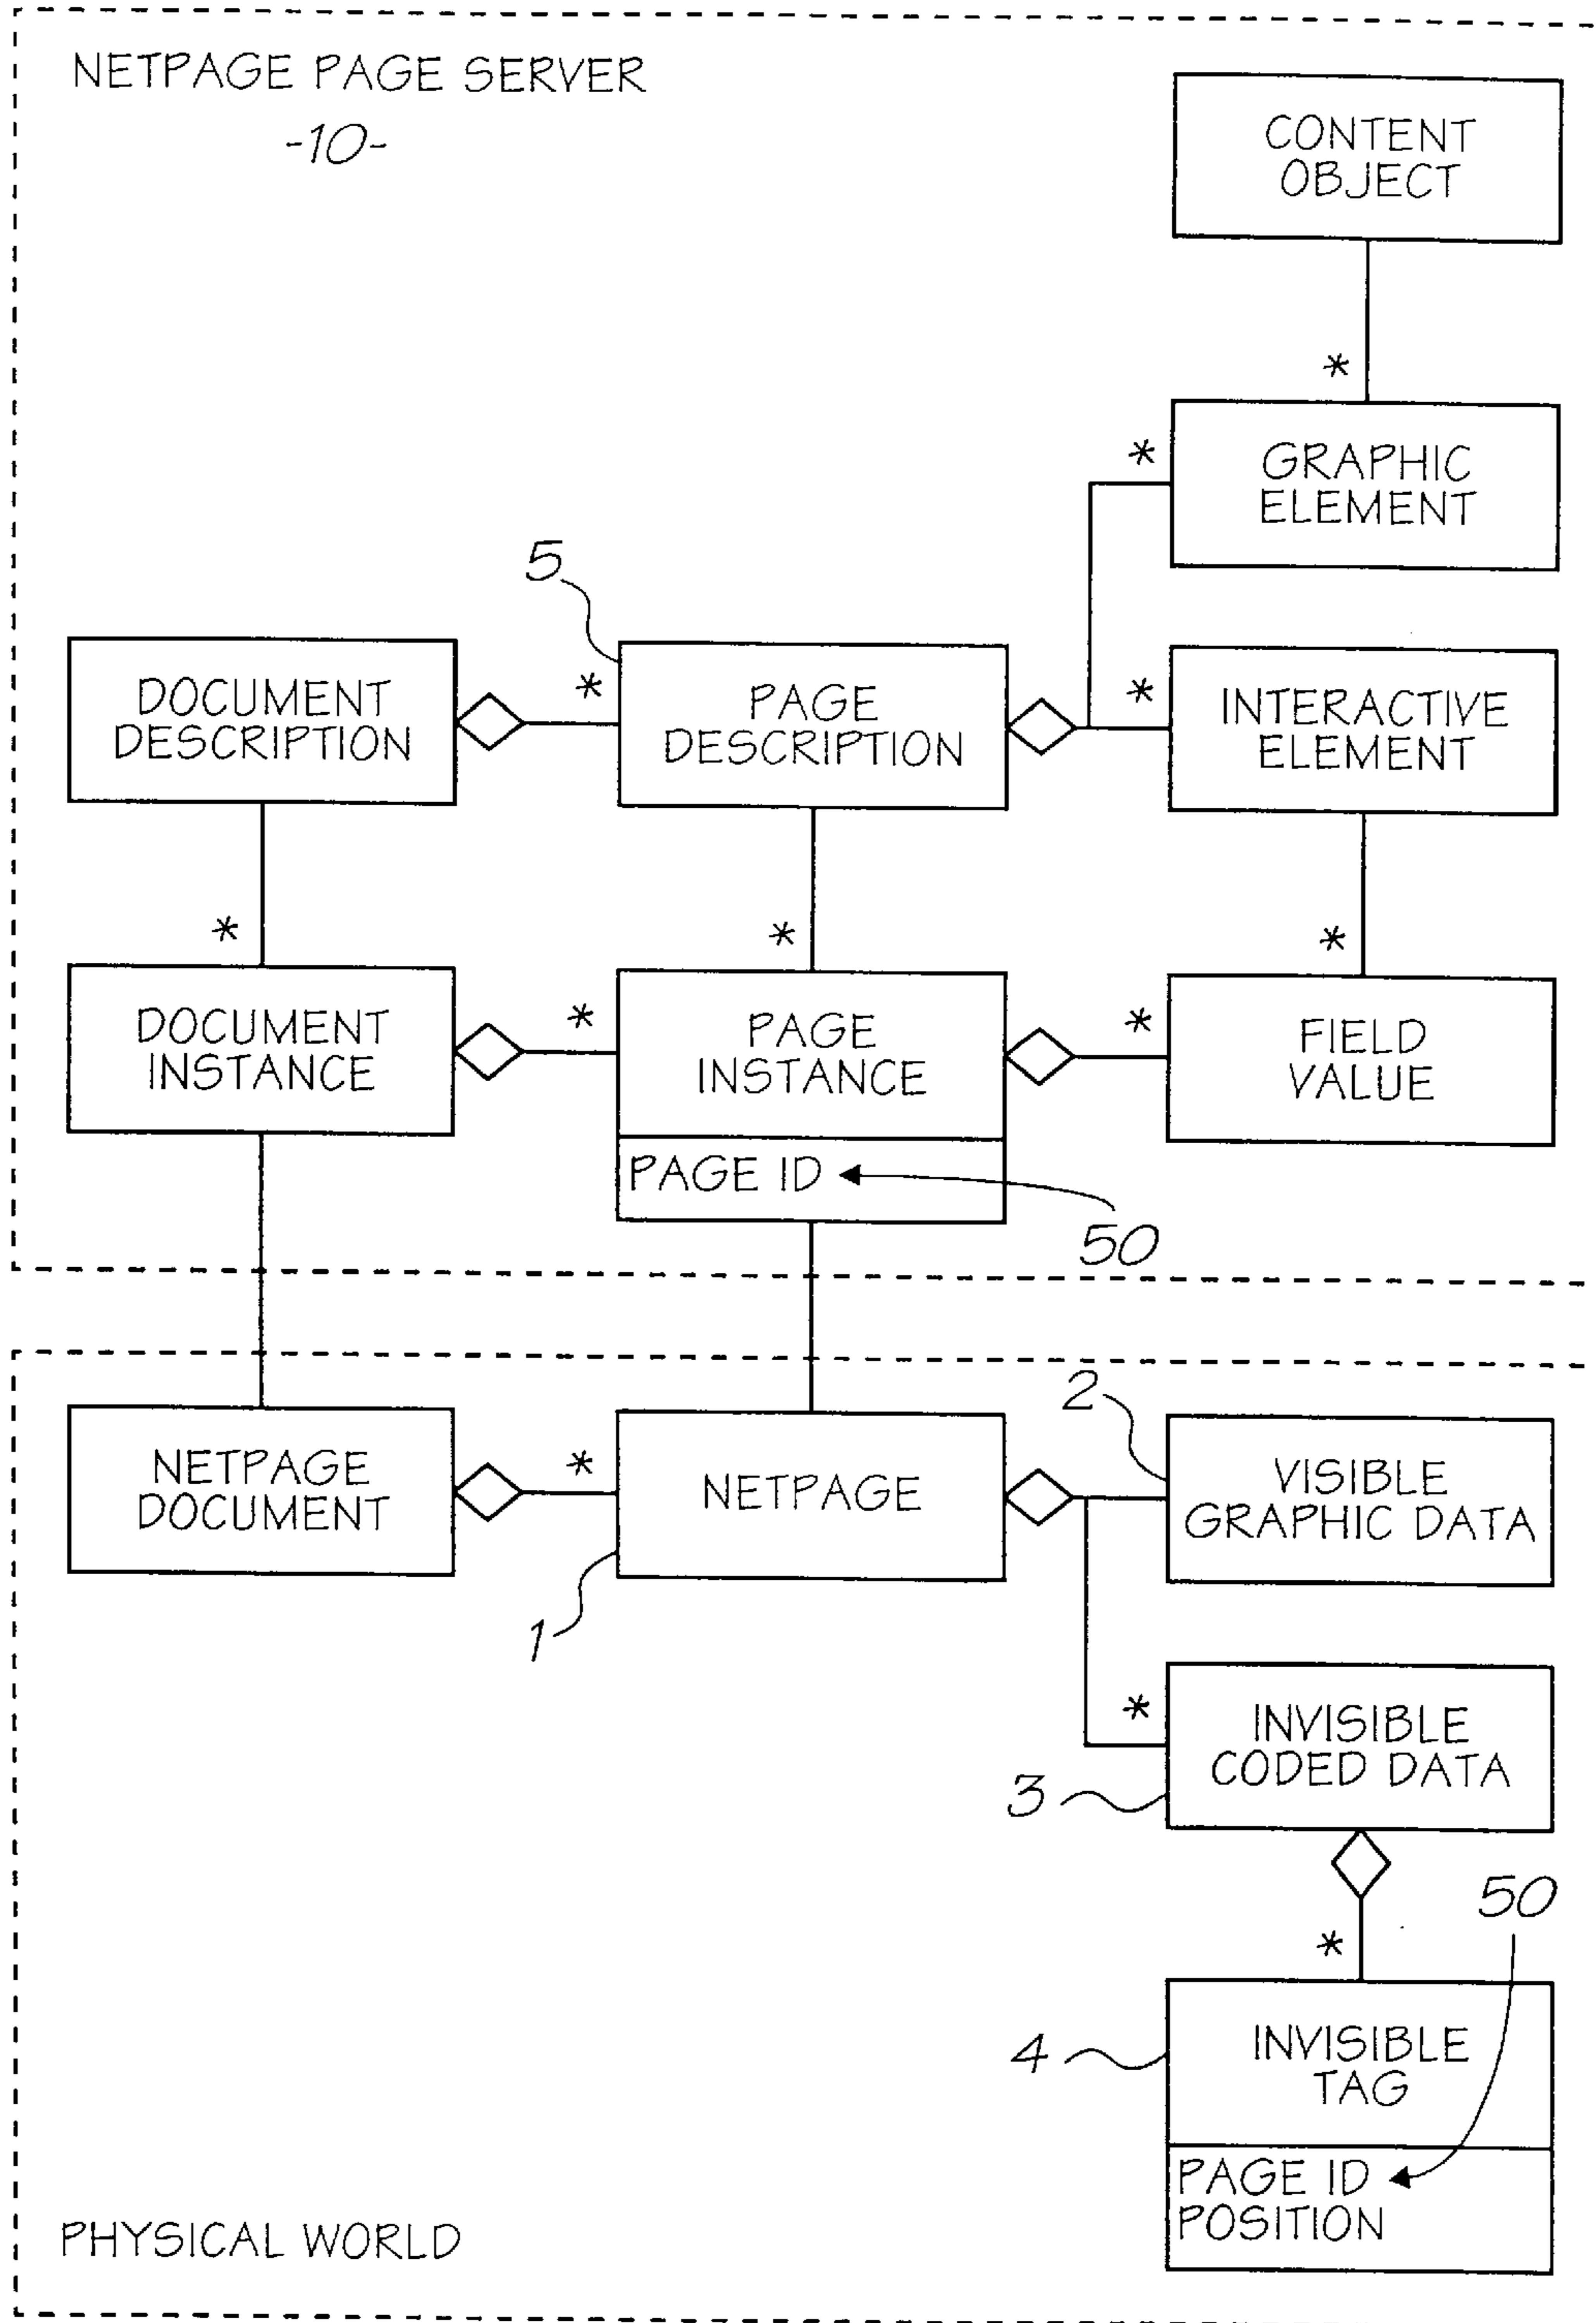 NETPAGE PAGE SERVER
-10-
CONTENT
OBJECT
*
*
GRAPHIC
ELEMENT
5
DOCUMENT
DESCRIPTION
*
PAGE
DESCRIPTION
*
INTERACTIVE
ELEMENT
*
*
*
DOCUMENT
INSTANCE
*
PAGE
INSTANCE
*
FIELD
VALUE
PAGE ID
50
NETPAGE
DOCUMENT
*
NETPAGE
1
2
VISIBLE
GRAPHIC DATA
*
INVISIBLE
CODED DATA
3
50
*
4
INVISIBLE
TAG
PAGE ID
POSITION
PHYSICAL WORLD